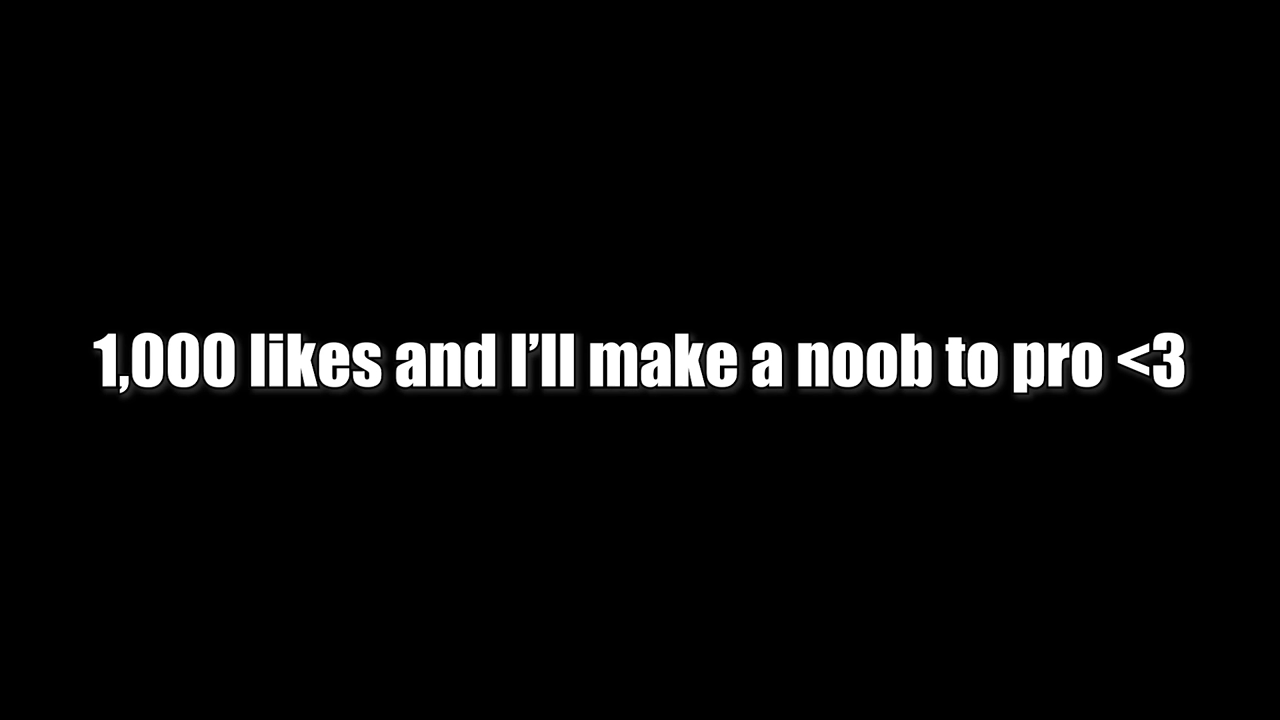 1,000 likes and I’ll make a noob to pro <3